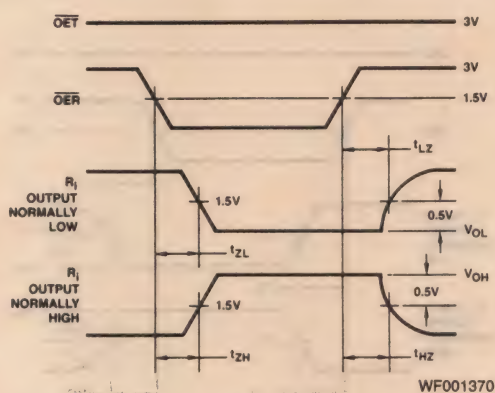 OET
3V
3V
OER
1.5V
tLZ
Ri
OUTPUT
NORMALLY
LOW
1.5V
0.5V
VOL
tZL
Ri
OUTPUT
NORMALLY
HIGH
VOH
1.5V
0.5V
tZH
tHZ
WF001370